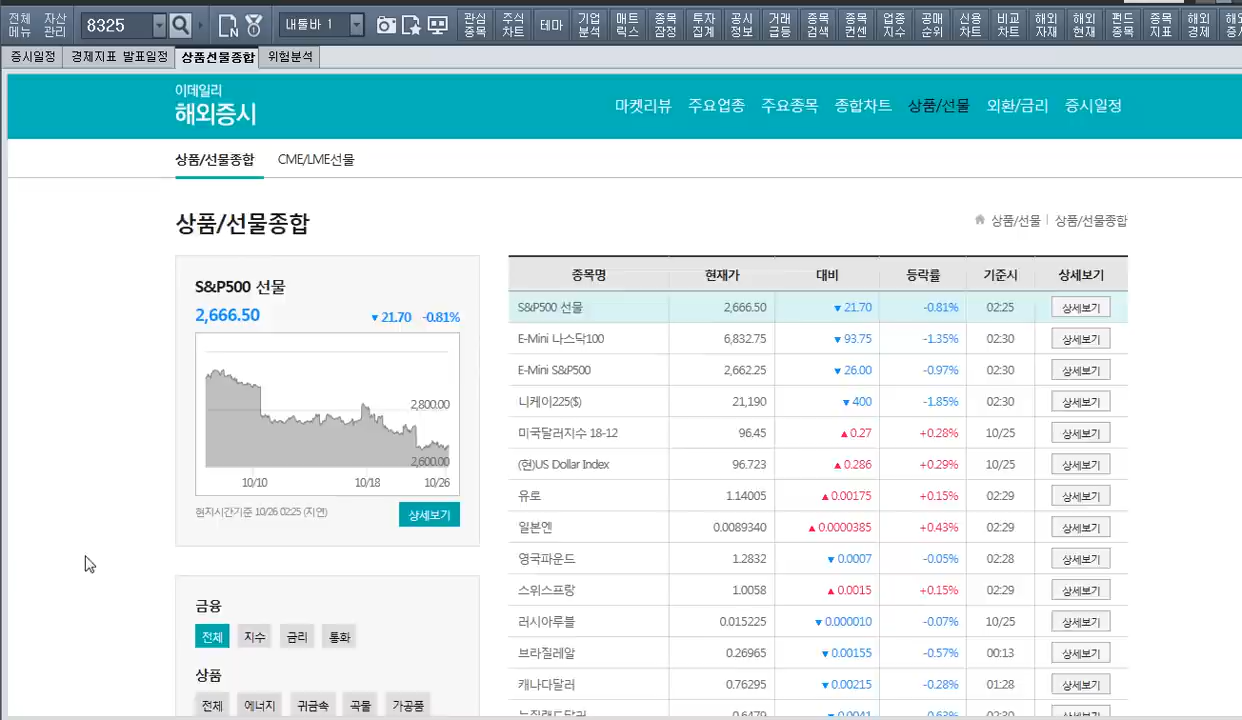 전체 자산 8325 내툴바 1 관심 주식 테마 기업 매트 종목 투자 공시 거래 종목 종목 업종 공매 신용 비교 해외 해외 펀드 종목 해외
메뉴 관리 종목 차트 분석 릭스 잠정 집계 정보 급등 검색 컨센 지수 순위 차트 차트 자재 현재 종목 지표 경제
증시일정 경제지표 발표일정 상품선물종합 위험분석
이데일리
해외증시
마켓리뷰 주요업종 주요종목 종합차트 상품/선물 외환/금리 증시일정
상품/선물종합 CME/LME선물
상품/선물종합
상품/선물 | 상품/선물종합
S&P500 선물
2,666.50 ▼ 21.70 -0.81%
2,800.00
2,600.00
10/10 10/18 10/26
현지시간기준 10/26 02:25 (지연)
상세보기
금융
전체 지수 금리 통화
상품
전체 에너지 귀금속 곡물 가공품
종목명 현재가 대비 등락률 기준시 상세보기
S&P500 선물 2,666.50 ▼ 21.70 -0.81% 02:25 상세보기
E-Mini 나스닥100 6,832.75 ▼ 93.75 -1.35% 02:30 상세보기
E-Mini S&P500 2,662.25 ▼ 26.00 -0.97% 02:30 상세보기
니케이225($) 21,190 ▼ 400 -1.85% 02:30 상세보기
미국달러지수 18-12 96.45 ▲ 0.27 +0.28% 10/25 상세보기
(현)US Dollar Index 96.723 ▲ 0.286 +0.29% 10/25 상세보기
유로 1.14005 ▲ 0.00175 +0.15% 02:29 상세보기
일본엔 0.0089340 ▲ 0.0000385 +0.43% 02:29 상세보기
영국파운드 1.2832 ▼ 0.0007 -0.05% 02:28 상세보기
스위스프랑 1.0058 ▲ 0.0015 +0.15% 02:29 상세보기
러시아루블 0.015225 ▼ 0.000010 -0.07% 10/25 상세보기
브라질레알 0.26965 ▼ 0.00155 -0.57% 00:13 상세보기
캐나다달러 0.76295 ▼ 0.00215 -0.28% 01:28 상세보기